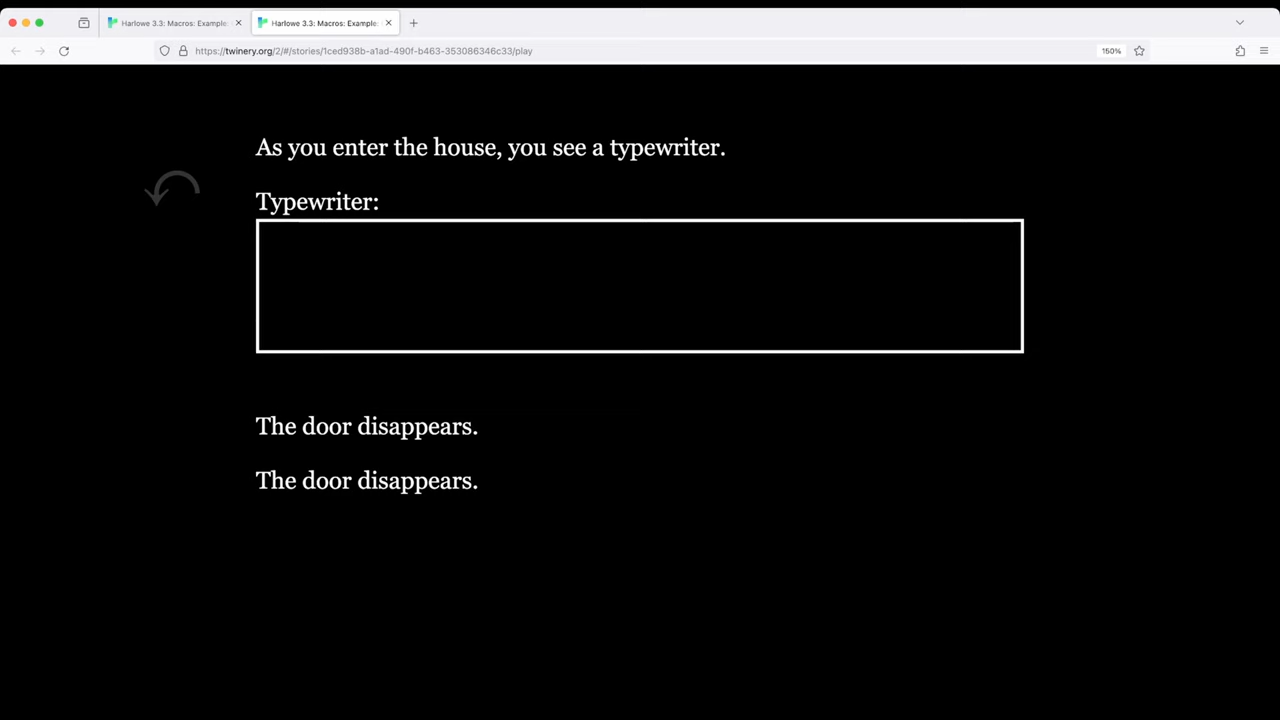 Harlowe 3.3: Macros: Example
Harlowe 3.3: Macros: Example
https://twinery.org/2/#/stories/1ced938b-a1ad-490f-b463-353086346c33/play
150%
As you enter the house, you see a typewriter.
Typewriter:
The door disappears.
The door disappears.